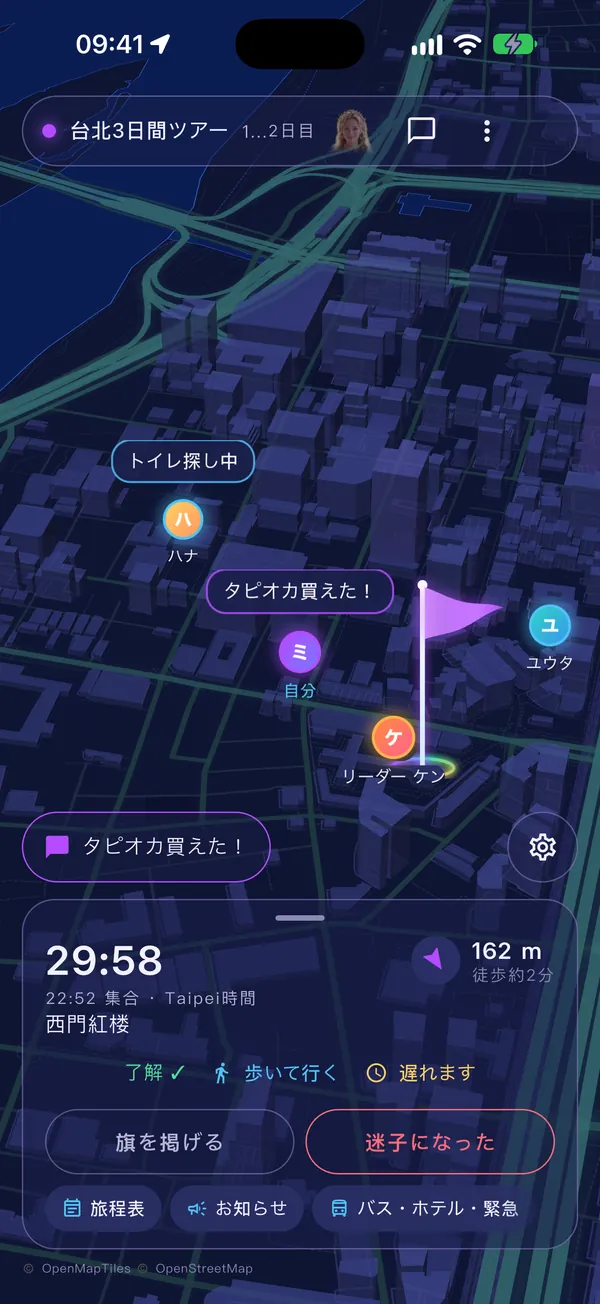 09:41
台北3日間ツアー 1...2日目
トイレ探し中
ハ
ハナ
タピオカ買えた！
ミ
自分
ユ
ユウタ
ケ
リーダー ケン
タピオカ買えた！
29:58
162 m
徒歩約2分
22:52 集合 · Taipei時間
西門紅楼
了解 ✓ 歩いて行く 遅れます
旗を掲げる 迷子になった
旅程表 お知らせ バス・ホテル・緊急
© OpenMapTiles © OpenStreetMap